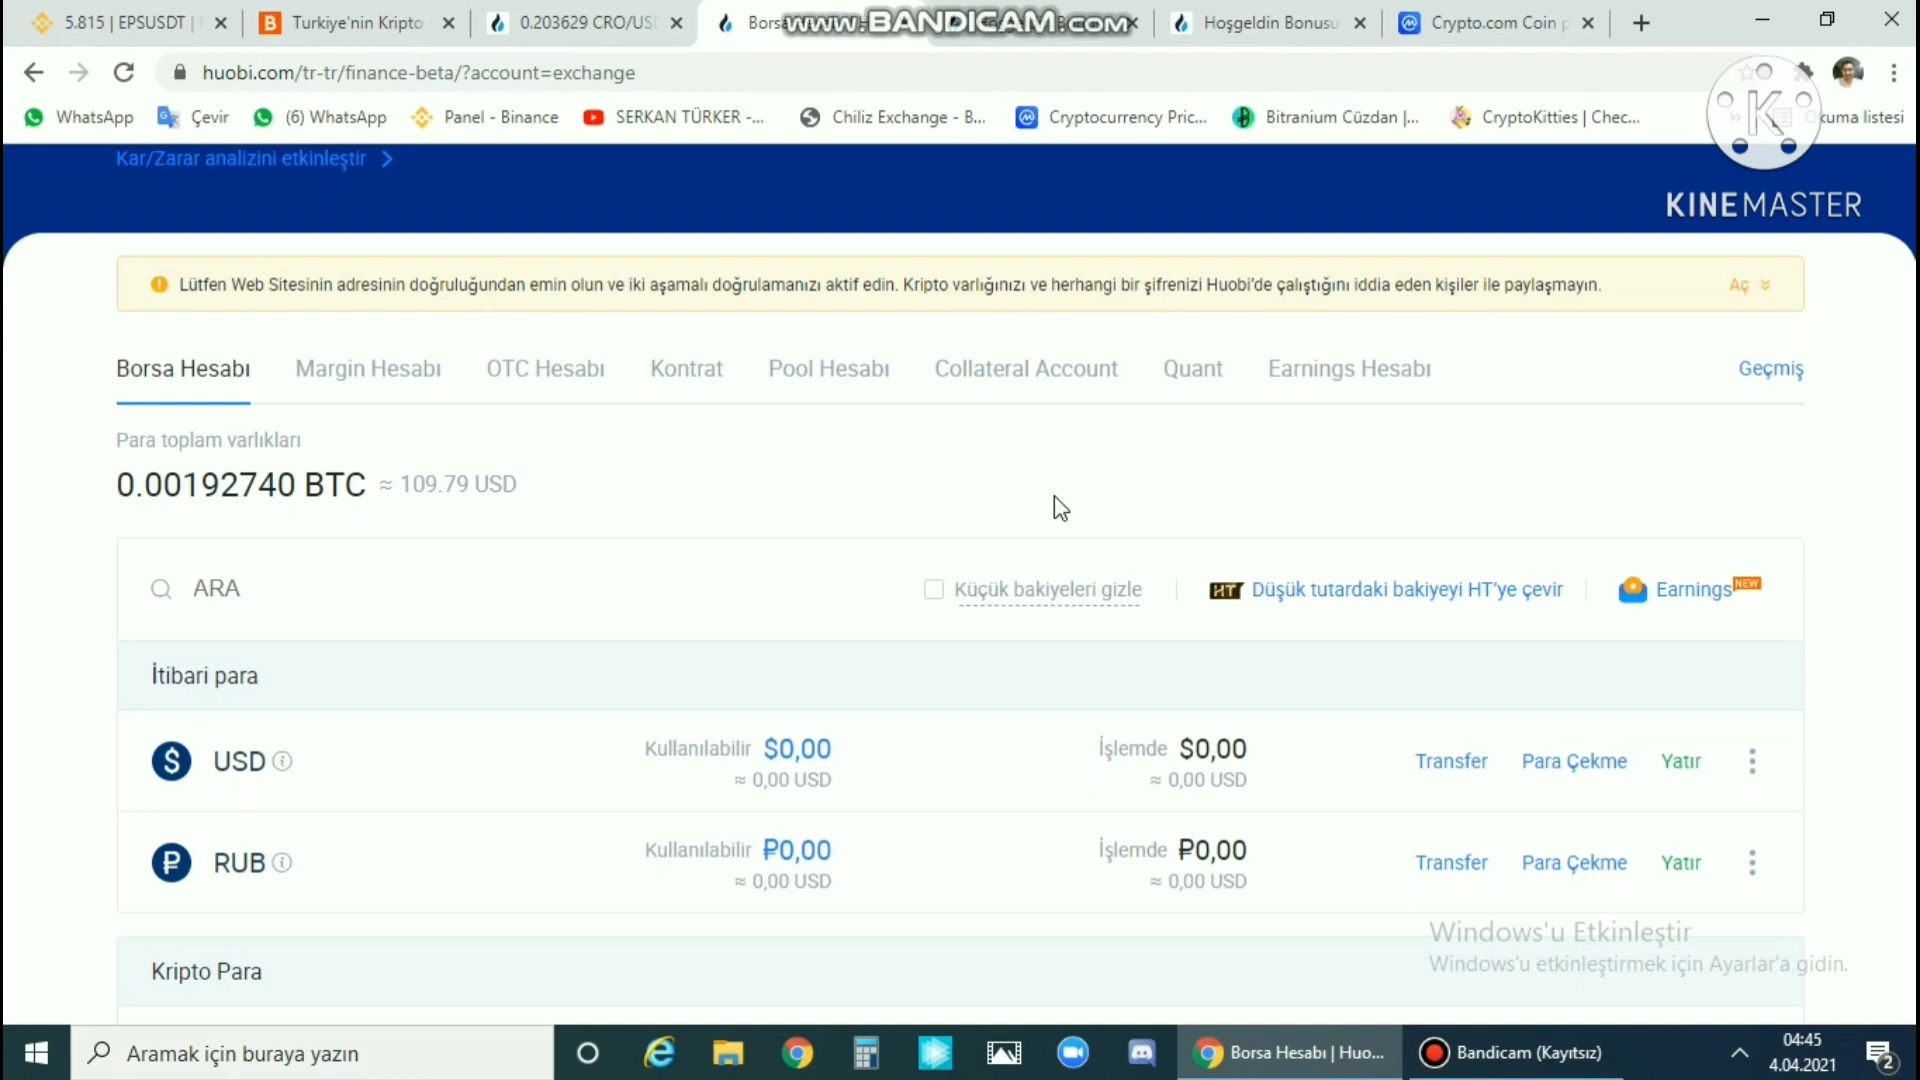 5.815 | EPSUSDT |
Turkiye'nin Kripto
0.203629 CRO/USD
www.BANDICAM.com
Hoşgeldin Bonusu
Crypto.com Coin p
huobi.com/tr-tr/finance-beta/?account=exchange
WhatsApp
Çevir
(6) WhatsApp
Panel - Binance
SERKAN TÜRKER -...
Chiliz Exchange - B...
Cryptocurrency Pric...
Bitranium Cüzdan |...
CryptoKitties | Chec...
kuma listesi
K
Kar/Zarar analizini etkinleştir
KINEMASTER
Lütfen Web Sitesinin adresinin doğruluğundan emin olun ve iki aşamalı doğrulamanızı aktif edin. Kripto varlığınızı ve herhangi bir şifrenizi Huobi'de çalıştığını iddia eden kişiler ile paylaşmayın.
Aç
Borsa Hesabı
Margin Hesabı
OTC Hesabı
Kontrat
Pool Hesabı
Collateral Account
Quant
Earnings Hesabı
Geçmiş
Para toplam varlıkları
0.00192740 BTC ≈ 109.79 USD
ARA
Küçük bakiyeleri gizle
HT Düşük tutardaki bakiyeyi HT'ye çevir
Earnings NEW
İtibari para
USD
Kullanılabilir $0,00
≈ 0,00 USD
İşlemde $0,00
≈ 0,00 USD
Transfer
Para Çekme
Yatır
RUB
Kullanılabilir ₽0,00
≈ 0,00 USD
İşlemde ₽0,00
≈ 0,00 USD
Transfer
Para Çekme
Yatır
Windows'u Etkinleştir
Windows'u etkinleştirmek için Ayarlar'a gidin.
Kripto Para
Aramak için buraya yazın
Borsa Hesabı | Huo...
Bandicam (Kayıtsız)
04:45
4.04.2021
2